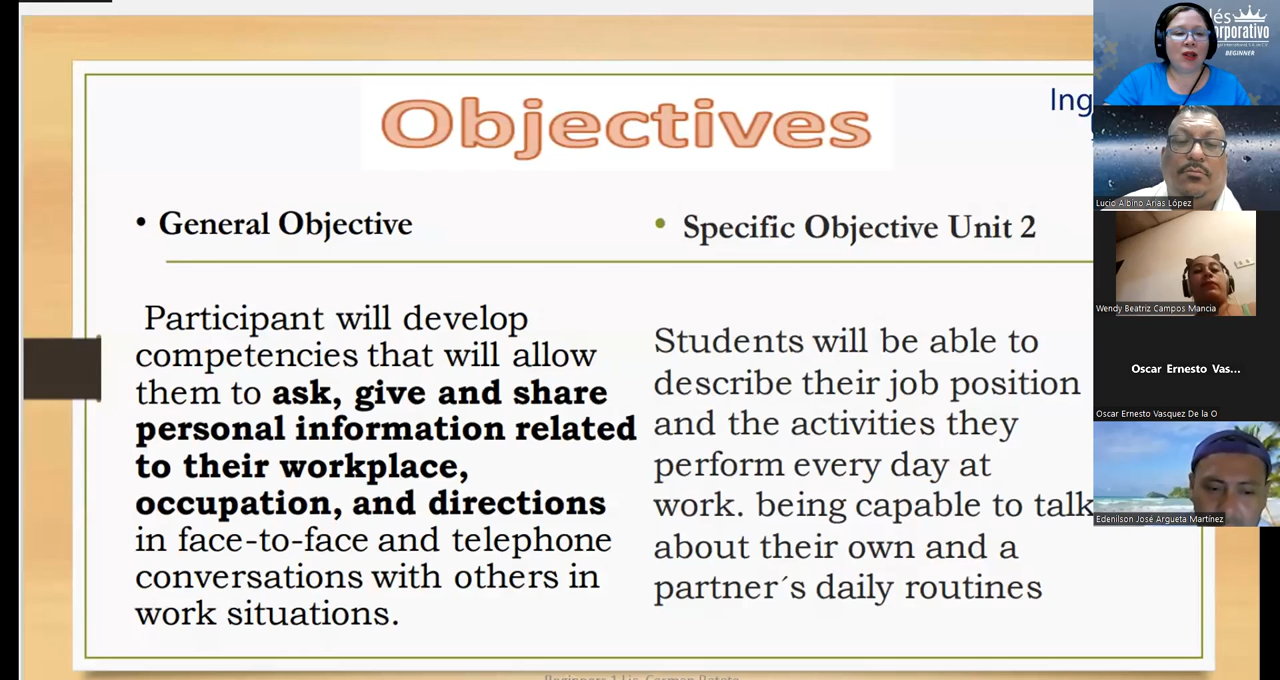 Objectives
Ing
• General Objective
Participant will develop
competencies that will allow
them to ask, give and share
personal information related
to their workplace,
occupation, and directions
in face-to-face and telephone
conversations with others in
work situations.
• Specific Objective Unit 2
Students will be able to
describe their job position
and the activities they
perform every day at
work. being capable to talk
about their own and a
partner´s daily routines
lés
orporativo
BEGINNER
Lucio Albino Arias López
Wendy Beatriz Campos Mancia
Oscar Ernesto Vas...
Oscar Ernesto Vasquez De la O
Edenilson José Argueta Martínez